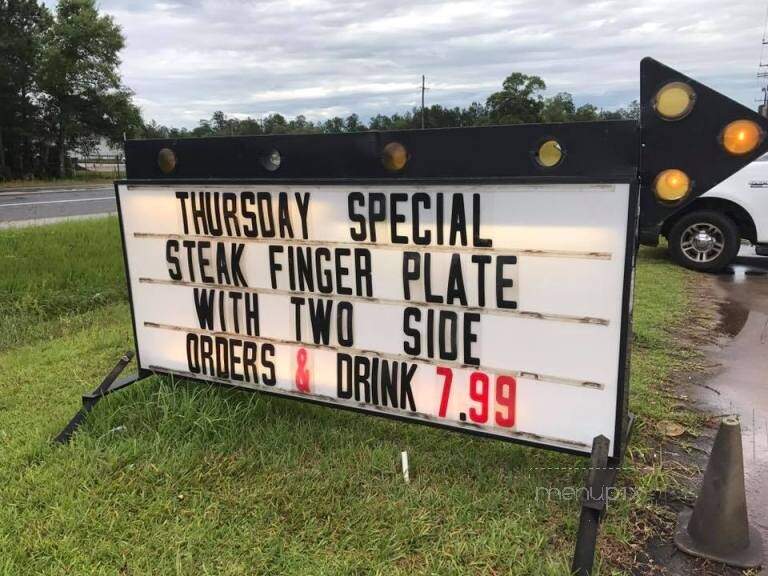 THURSDAY SPECIAL
STEAK FINGER PLATE
WITH TWO SIDE
ORDERS & DRINK 7.99
menupix